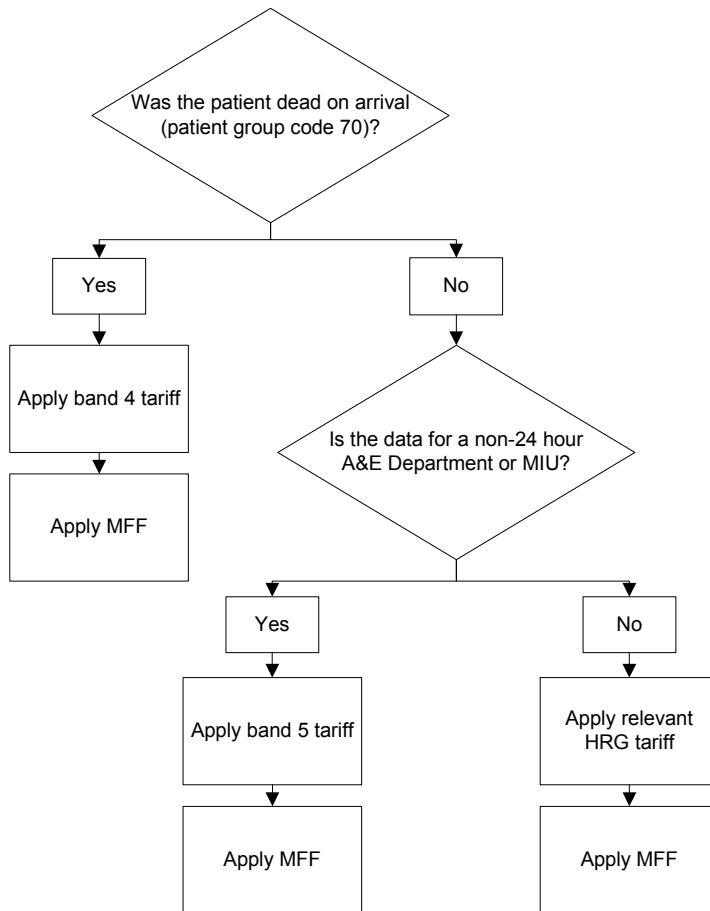 Was the patient dead on arrival
(patient group code 70)?
Yes
No
Apply band 4 tariff
Is the data for a non-24 hour
A&E Department or MIU?
Apply MFF
Yes
No
Apply band 5 tariff
Apply relevant
HRG tariff
Apply MFF
Apply MFF